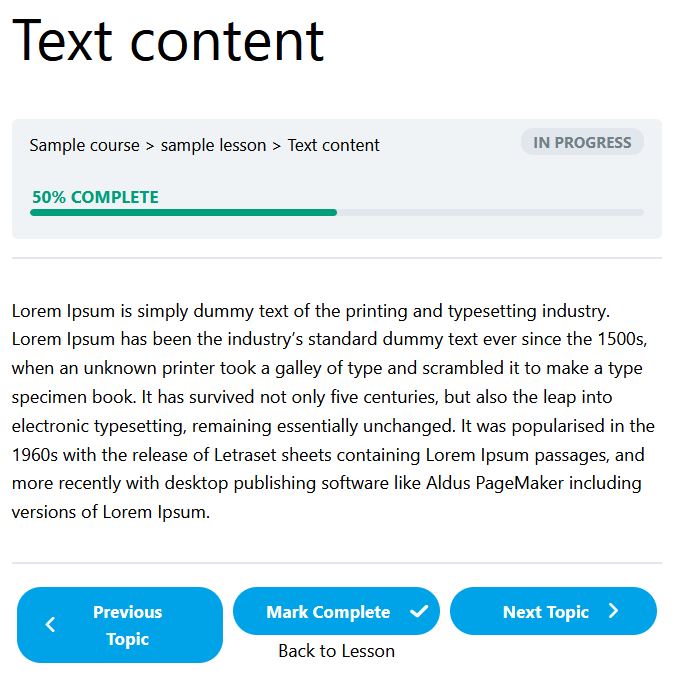 Text content
Sample course > sample lesson > Text content
IN PROGRESS
50% COMPLETE
Lorem Ipsum is simply dummy text of the printing and typesetting industry.
Lorem Ipsum has been the industry’s standard dummy text ever since the 1500s,
when an unknown printer took a galley of type and scrambled it to make a type
specimen book. It has survived not only five centuries, but also the leap into
electronic typesetting, remaining essentially unchanged. It was popularised in the
1960s with the release of Letraset sheets containing Lorem Ipsum passages, and
more recently with desktop publishing software like Aldus PageMaker including
versions of Lorem Ipsum.
Previous
Topic
Mark Complete
Next Topic
Back to Lesson